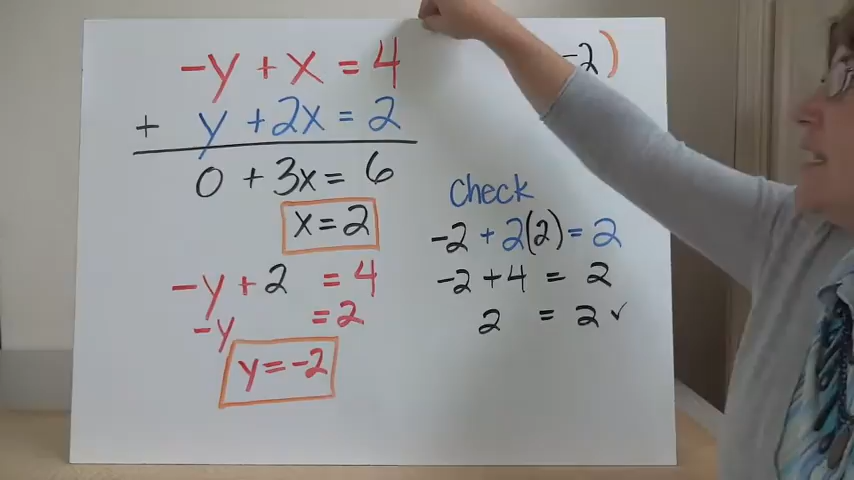 -y + x = 4
+ y + 2x = 2
0 + 3x = 6
x = 2
-y + 2 = 4
-y = 2
y = -2
-2)
Check
-2 + 2(2) = 2
-2 + 4 = 2
2 = 2 ✓